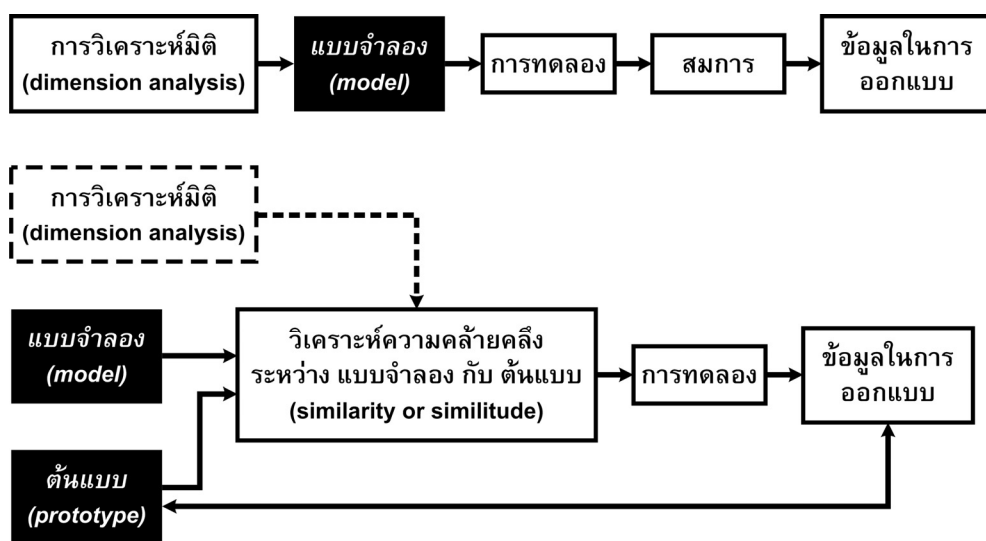 การวิเคราะห์มิติ
(dimension analysis)
แบบจำลอง
(model)
การทดลอง
สมการ
ข้อมูลในการ
ออกแบบ
การวิเคราะห์มิติ
(dimension analysis)
แบบจำลอง
(model)
วิเคราะห์ความคล้ายคลึง
ระหว่าง แบบจำลอง กับ ต้นแบบ
(similarity or similitude)
การทดลอง
ข้อมูลในการ
ออกแบบ
ต้นแบบ
(prototype)